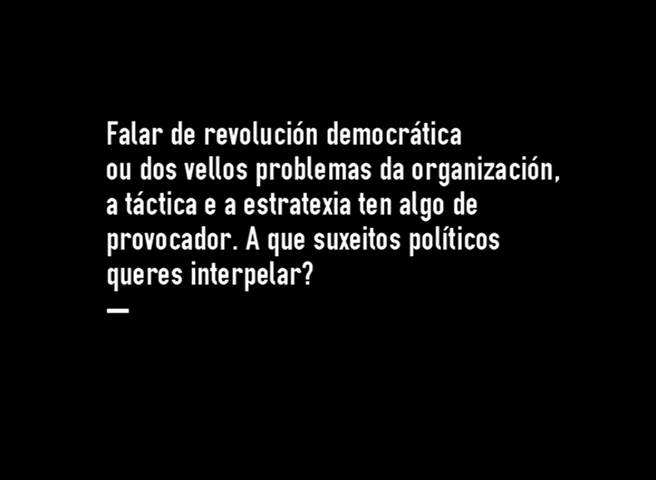 Falar de revolución democrática
ou dos vellos problemas da organización,
a táctica e a estratexia ten algo de
provocador. A que suxeitos políticos
queres interpelar?